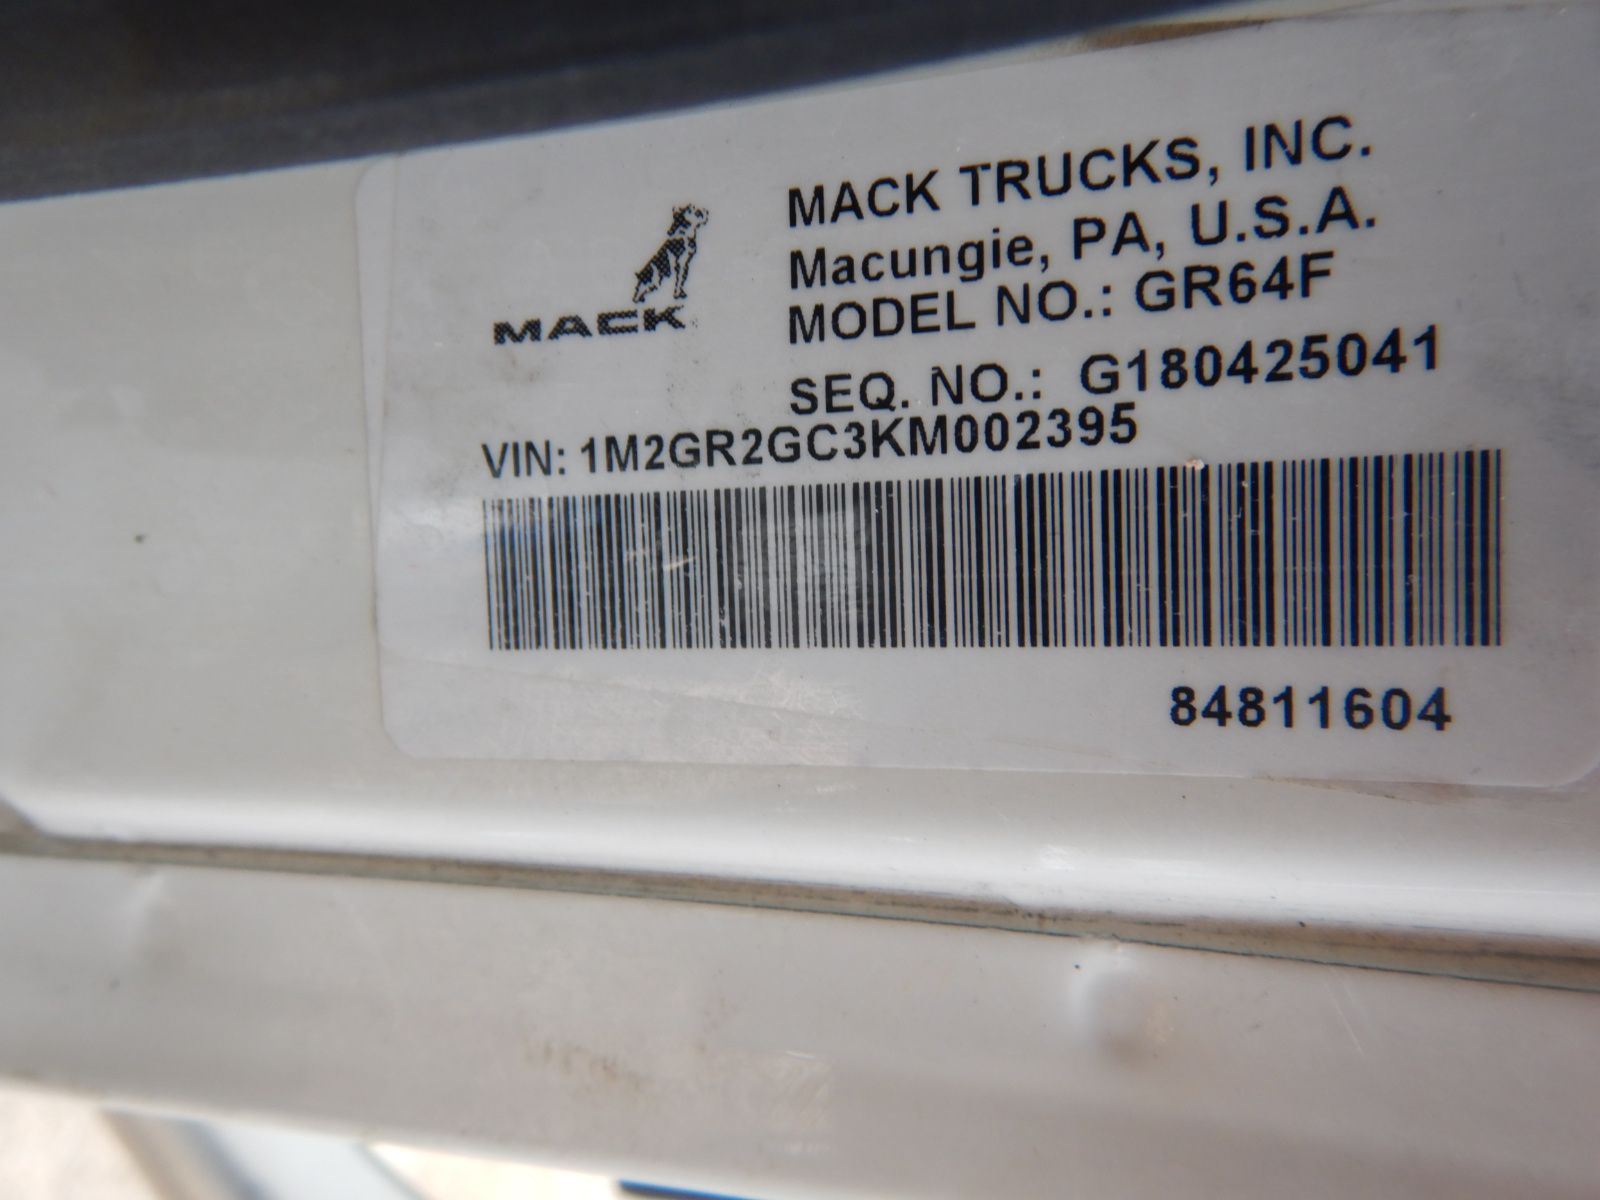 MACK
MACK TRUCKS, INC.
Macungie, PA, U.S.A.
MODEL NO.: GR64F
SEQ. NO.: G180425041
VIN: 1M2GR2GC3KM002395
84811604